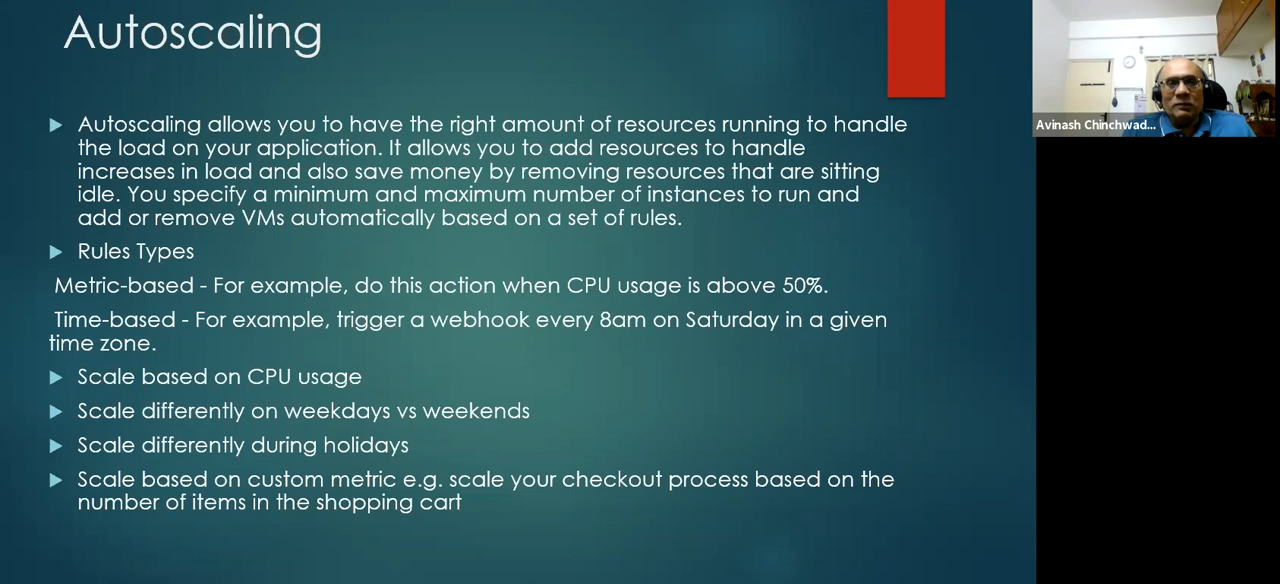 Autoscaling
Autoscaling allows you to have the right amount of resources running to handle
the load on your application. It allows you to add resources to handle
increases in load and also save money by removing resources that are sitting
idle. You specify a minimum and maximum number of instances to run and
add or remove VMs automatically based on a set of rules.
Rules Types
Metric-based - For example, do this action when CPU usage is above 50%.
Time-based - For example, trigger a webhook every 8am on Saturday in a given
time zone.
Scale based on CPU usage
Scale differently on weekdays vs weekends
Scale differently during holidays
Scale based on custom metric e.g. scale your checkout process based on the
number of items in the shopping cart
Avinash Chinchwad...